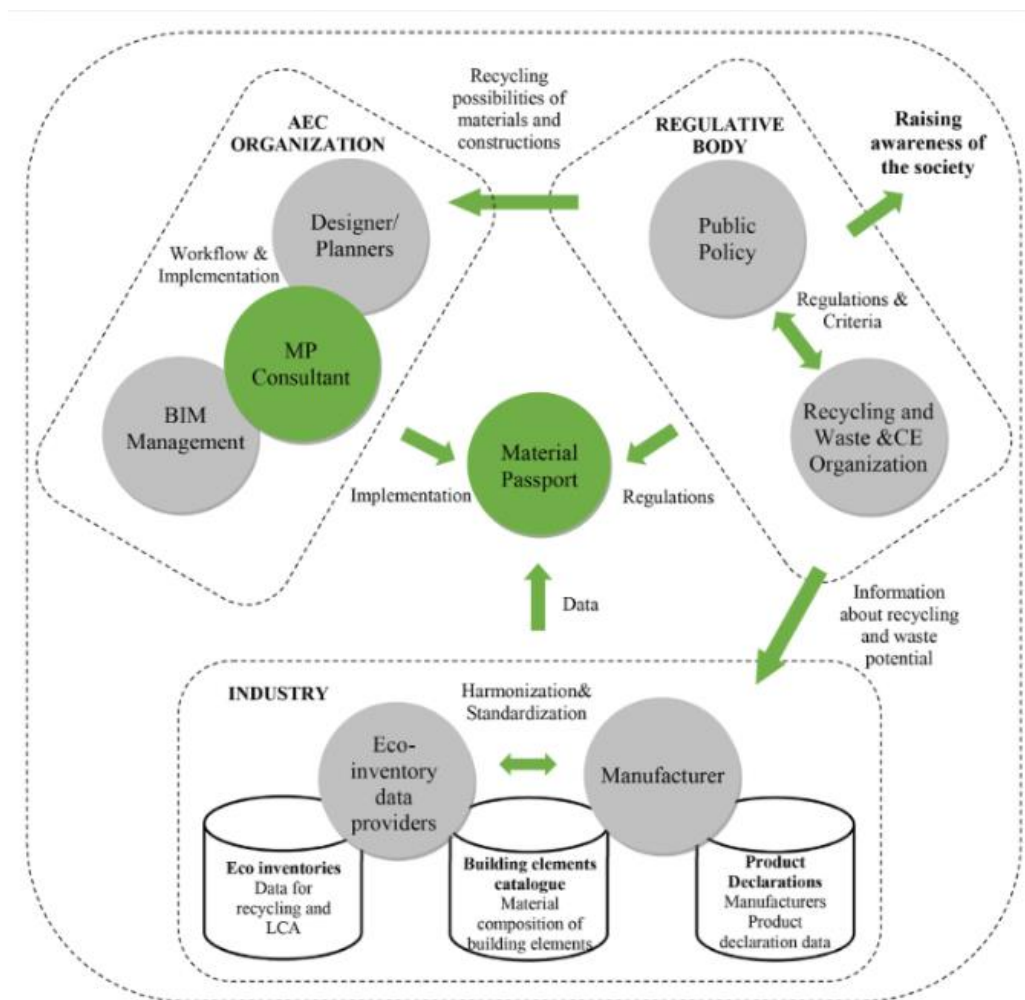 AEC
ORGANIZATION
Designer/
Planners
Workflow &
Implementation
MP
Consultant
BIM
Management
Recycling
possibilities of
materials and
constructions
REGULATIVE
BODY
Public
Policy
Raising
awareness of
the society
Regulations &
Criteria
Recycling and
Waste &CE
Organization
Material
Passport
Implementation
Regulations
Data
Information
about recycling
and waste
potential
INDUSTRY
Harmonization&
Standardization
Eco-
inventory
data
providers
Manufacturer
Eco inventories
Data for
recycling and
LCA
Building elements
catalogue
Material
composition of
building elements
Product
Declarations
Manufacturers
Product
declaration data